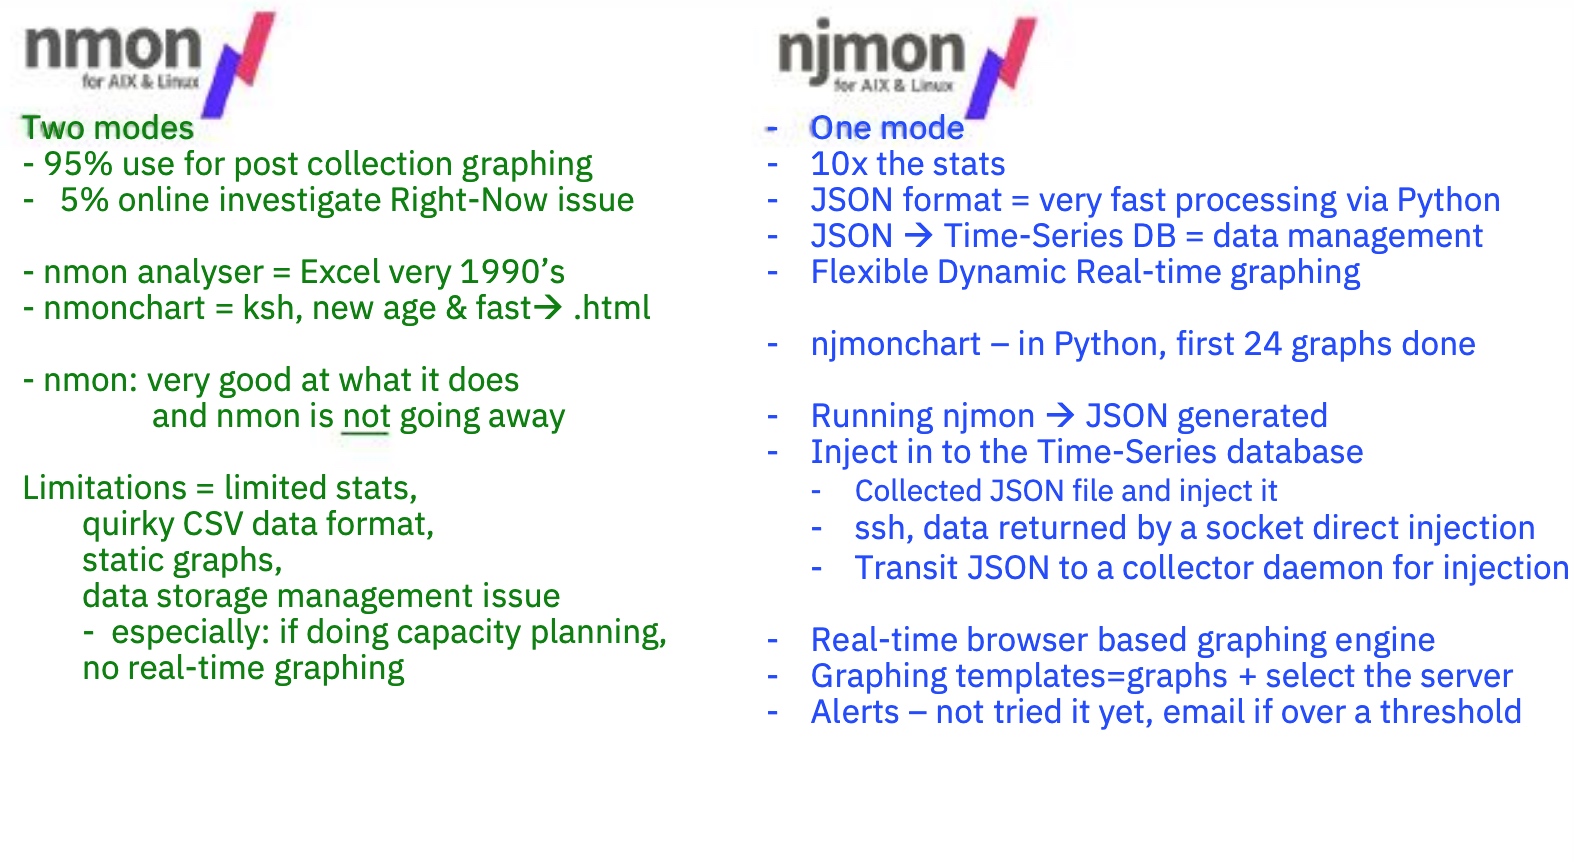 nmon
for AIX & Linux
Two modes
- 95% use for post collection graphing
- 5% online investigate Right-Now issue
- nmon analyser = Excel very 1990’s
- nmonchart = ksh, new age & fast→ .html
- nmon: very good at what it does
and nmon is not going away
Limitations = limited stats,
quirky CSV data format,
static graphs,
data storage management issue
- especially: if doing capacity planning,
no real-time graphing
njmon
for AIX & Linux
- One mode
- 10x the stats
- JSON format = very fast processing via Python
- JSON → Time-Series DB = data management
- Flexible Dynamic Real-time graphing
- njmonchart – in Python, first 24 graphs done
- Running njmon → JSON generated
- Inject in to the Time-Series database
- Collected JSON file and inject it
- ssh, data returned by a socket direct injection
- Transit JSON to a collector daemon for injection
- Real-time browser based graphing engine
- Graphing templates=graphs + select the server
- Alerts – not tried it yet, email if over a threshold